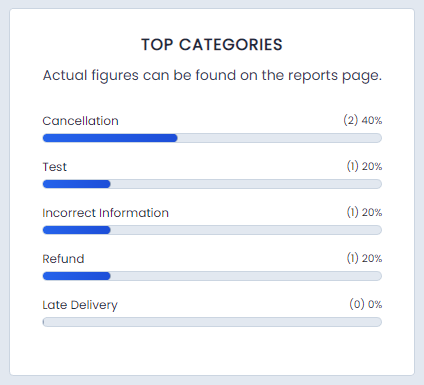 TOP CATEGORIES
Actual figures can be found on the reports page.
Cancellation (2) 40%
Test (1) 20%
Incorrect Information (1) 20%
Refund (1) 20%
Late Delivery (0) 0%